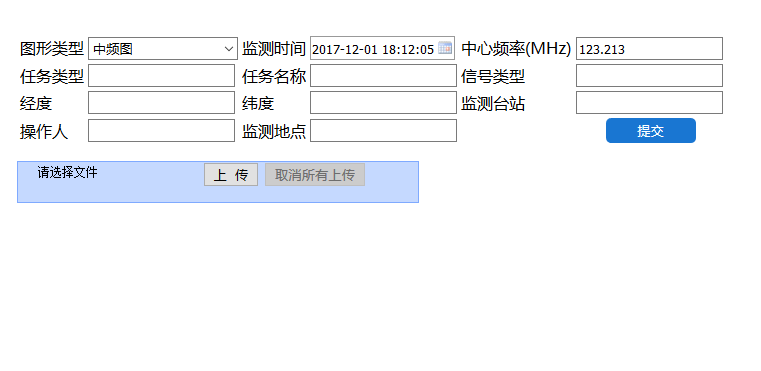 图形类型 中频图 监测时间 2017-12-01 18:12:05 中心频率(MHz) 123.213
任务类型 任务名称 信号类型
经度 纬度 监测台站
操作人 监测地点 提交
请选择文件 上 传 取消所有上传